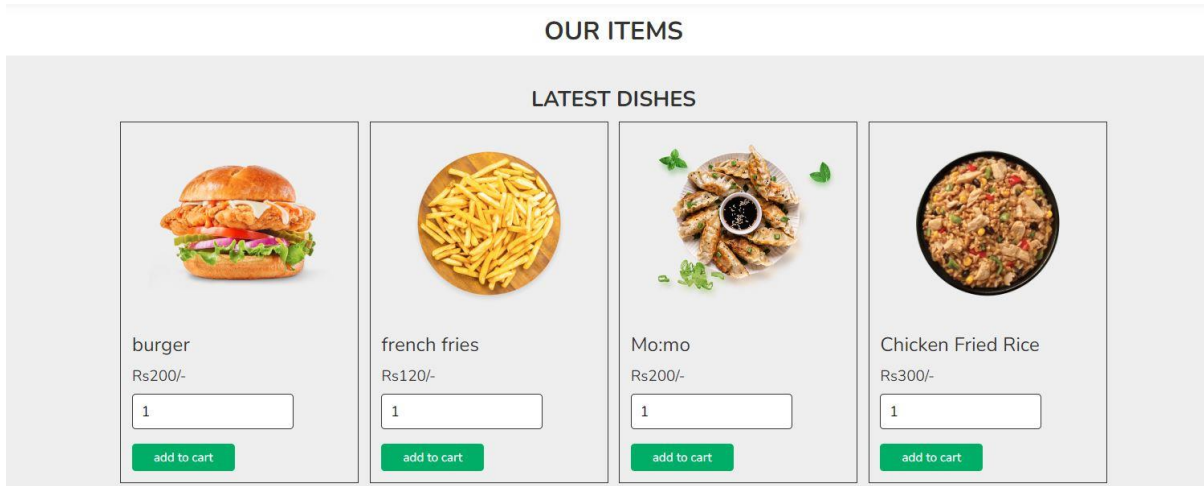 OUR ITEMS
LATEST DISHES
burger
Rs200/-
1
add to cart
french fries
Rs120/-
1
add to cart
Mo:mo
Rs200/-
1
add to cart
Chicken Fried Rice
Rs300/-
1
add to cart